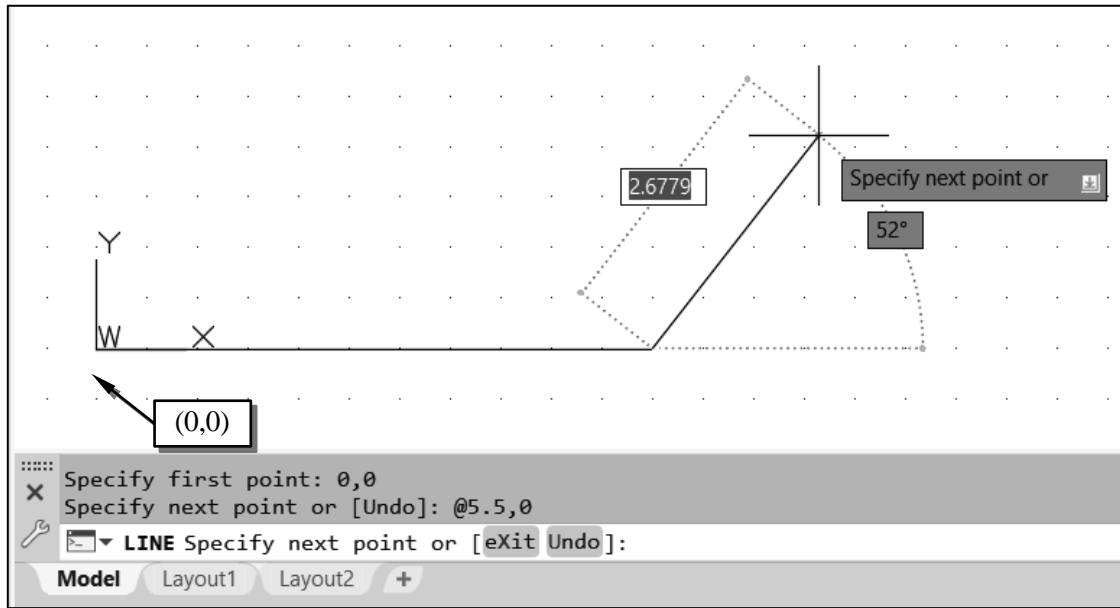 2.6779
Specify next point or
52°
Y
W X
(0,0)
Specify first point: 0,0
Specify next point or [Undo]: @5.5,0
LINE Specify next point or [eXit Undo]:
Model Layout1 Layout2 +